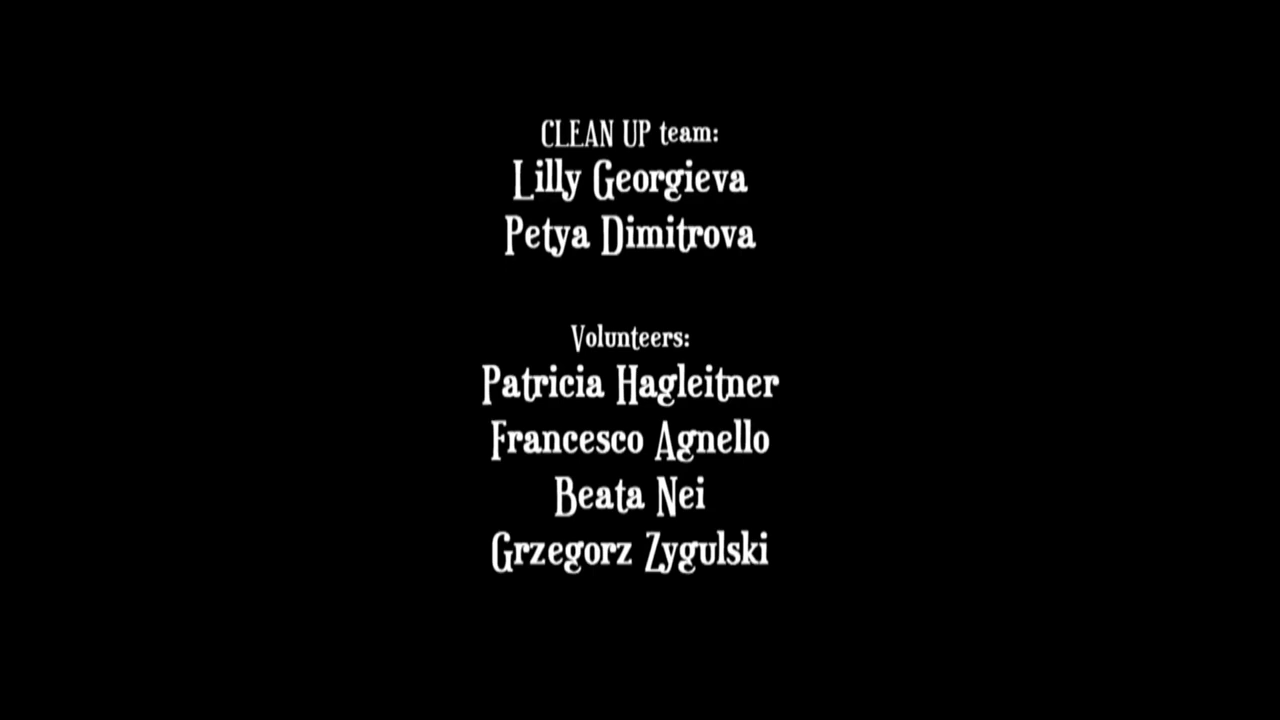 CLEAN UP team:
Lilly Georgieva
Petya Dimitrova
Volunteers:
Patricia Hagleitner
Francesco Agnello
Beata Nei
Grzegorz Zygulski